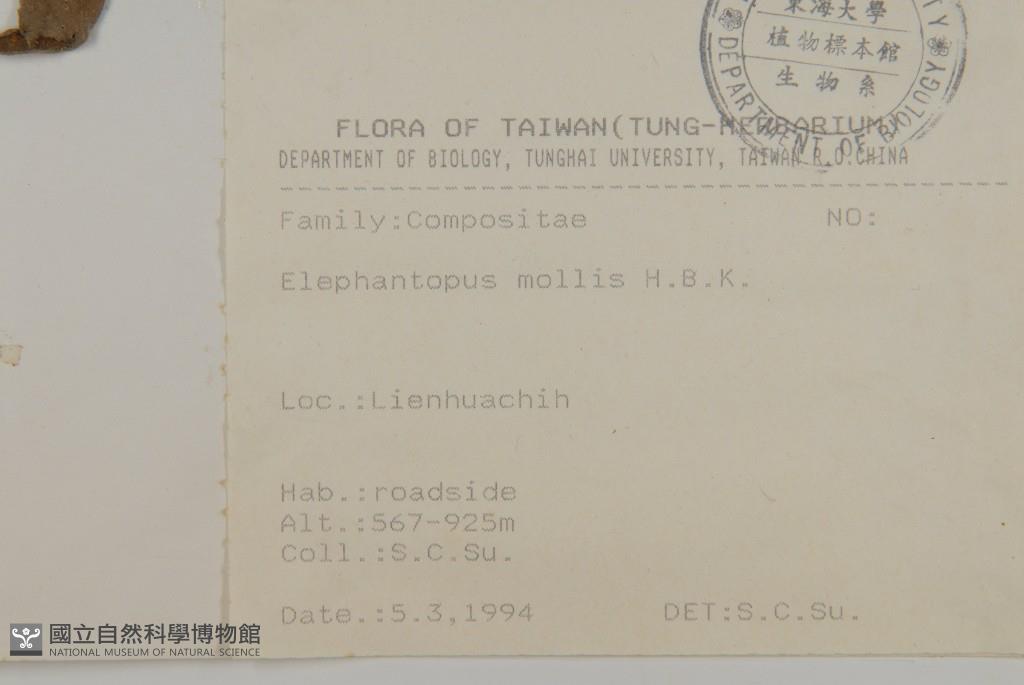 東海大學
植物標本館
生物系
DEPARTMENT OF BIOLOGY
FLORA OF TAIWAN(TUNG-HERBARIUM)
DEPARTMENT OF BIOLOGY, TUNGHAI UNIVERSITY, TAIWAN R.O.CHINA
Family:Compositae NO:
Elephantopus mollis H.B.K.
Loc.:Lienhuachih
Hab.:roadside
Alt.:567-925m
Coll.:S.C.Su.
Date.:5.3,1994 DET:S.C.Su.
國立自然科學博物館
NATIONAL MUSEUM OF NATURAL SCIENCE